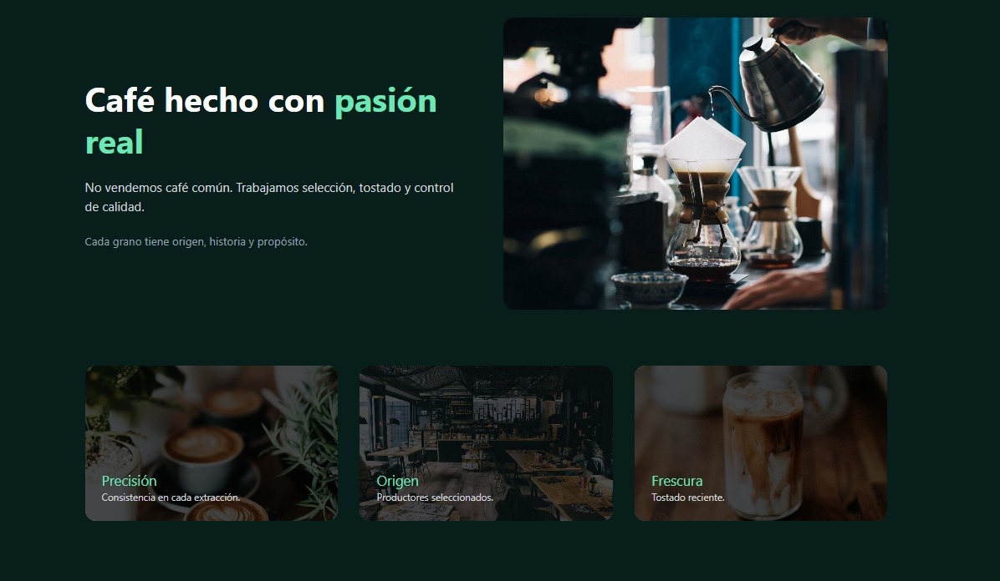 Café hecho con pasión
real
No vendemos café común. Trabajamos selección, tostado y control
de calidad.
Cada grano tiene origen, historia y propósito.
Precisión
Consistencia en cada extracción.
Origen
Productores seleccionados.
Frescura
Tostado reciente.